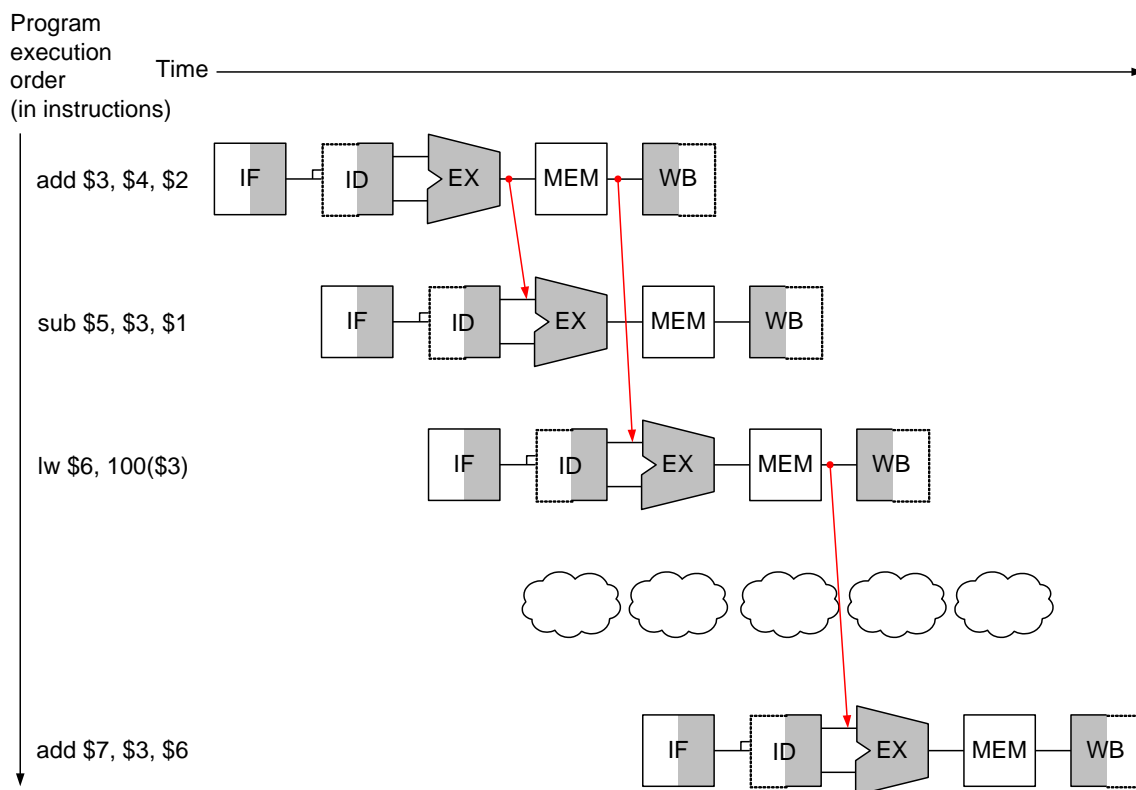 Program
execution
order
(in instructions)
Time
add $3, $4, $2
IF
ID
EX
MEM
WB
sub $5, $3, $1
IF
ID
EX
MEM
WB
lw $6, 100($3)
IF
ID
EX
MEM
WB
add $7, $3, $6
IF
ID
EX
MEM
WB